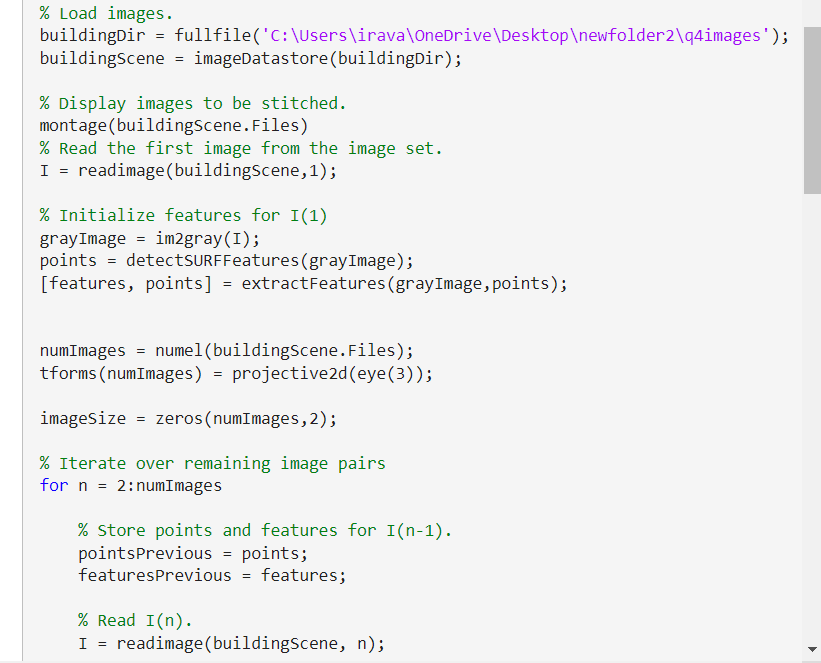 % Load images.
buildingDir = fullfile('C:\Users\irava\OneDrive\Desktop\newfolder2\q4images');
buildingScene = imageDatastore(buildingDir);
% Display images to be stitched.
montage(buildingScene.Files)
% Read the first image from the image set.
I = readimage(buildingScene,1);
% Initialize features for I(1)
grayImage = im2gray(I);
points = detectSURFFeatures(grayImage);
[features, points] = extractFeatures(grayImage,points);
numImages = numel(buildingScene.Files);
tforms(numImages) = projective2d(eye(3));
imageSize = zeros(numImages,2);
% Iterate over remaining image pairs
for n = 2:numImages
% Store points and features for I(n-1).
pointsPrevious = points;
featuresPrevious = features;
% Read I(n).
I = readimage(buildingScene, n);